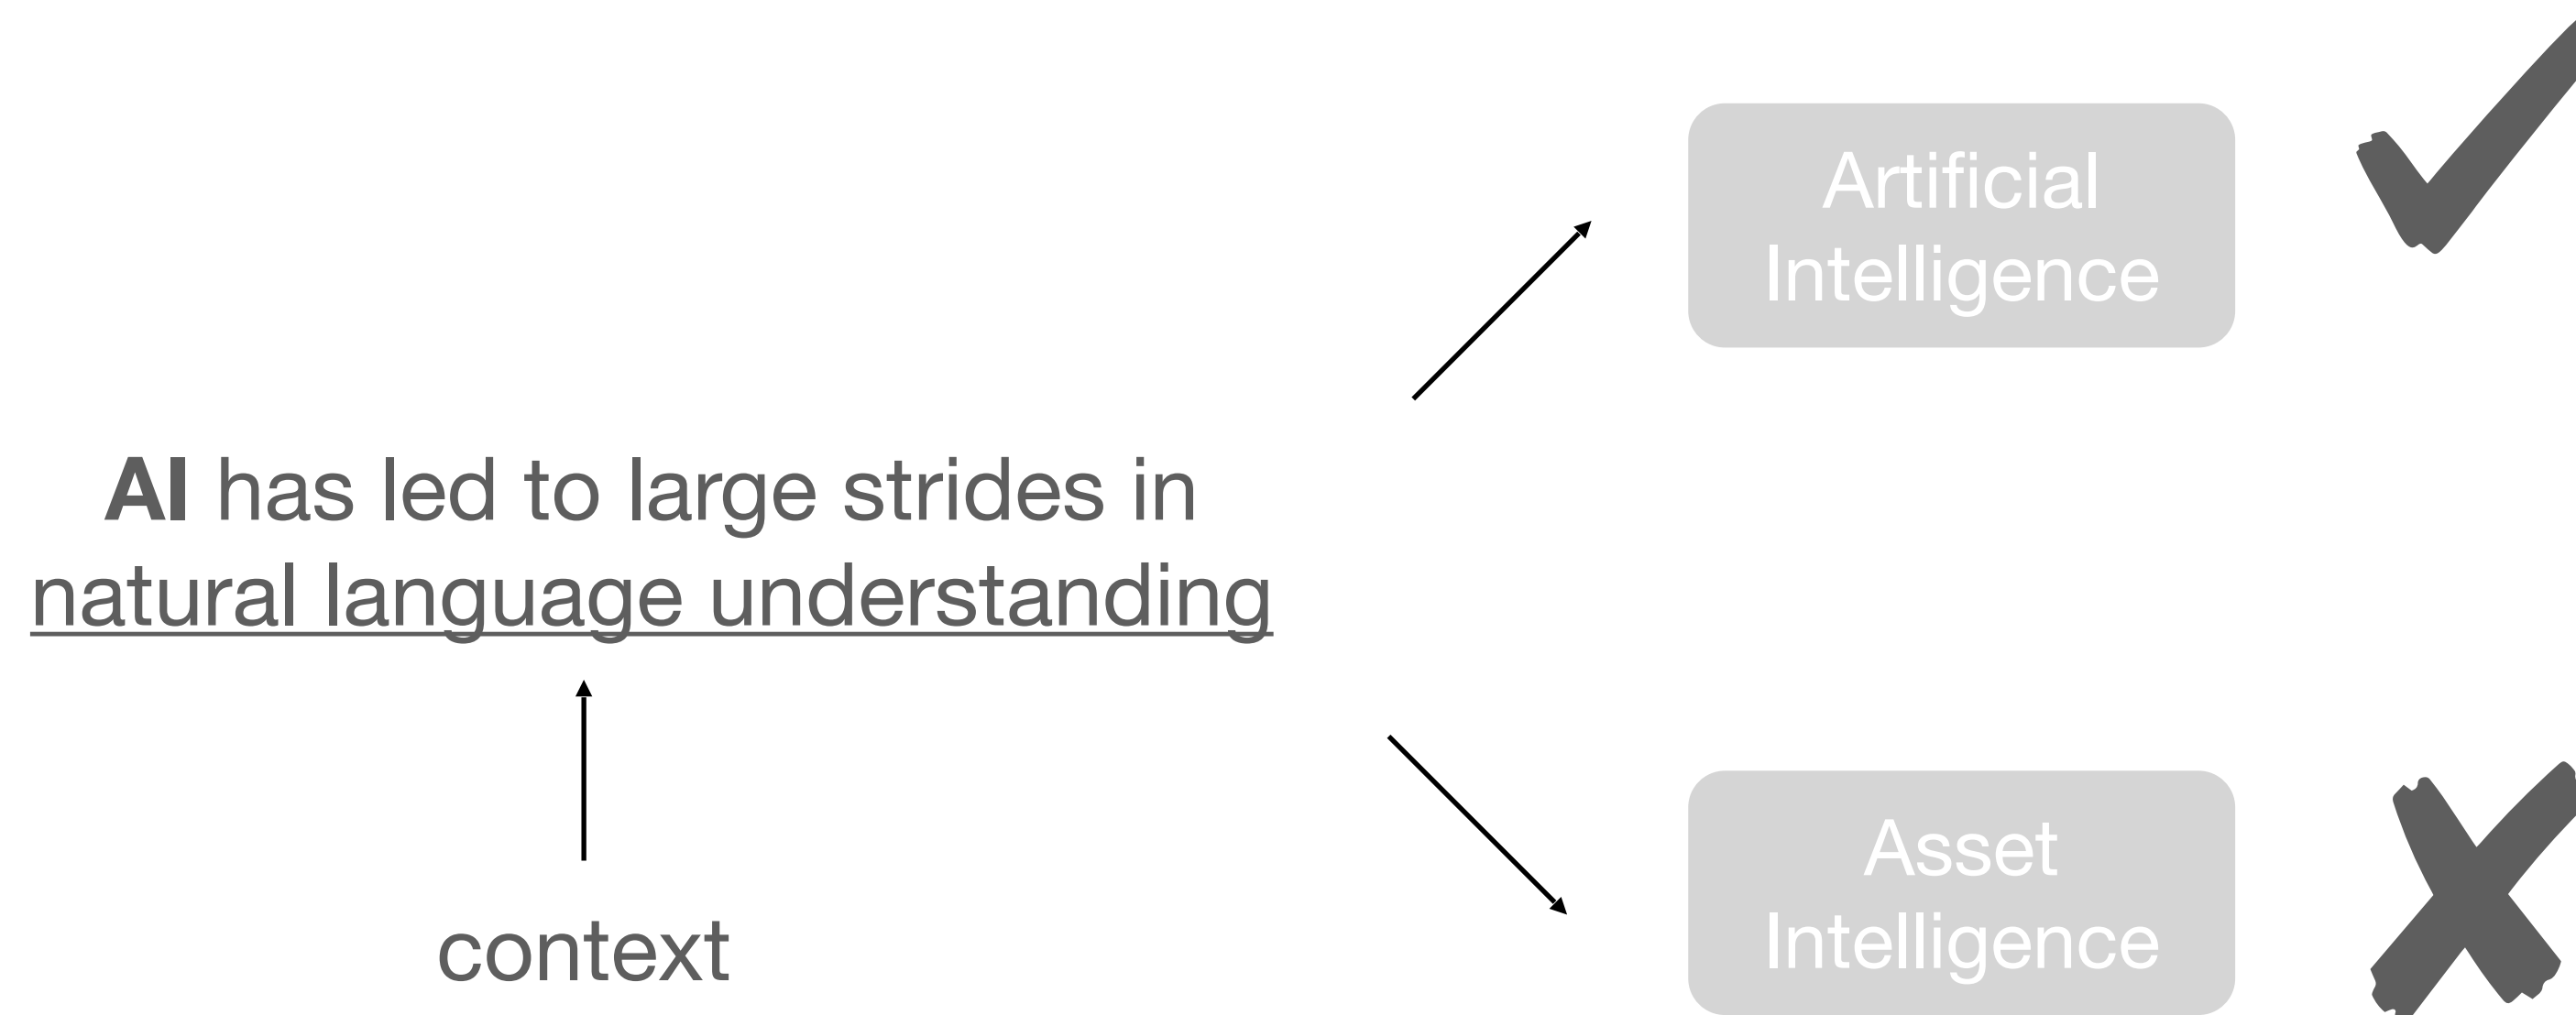 Artificial
Intelligence
AI has led to large strides in
natural language understanding
context
Asset
Intelligence